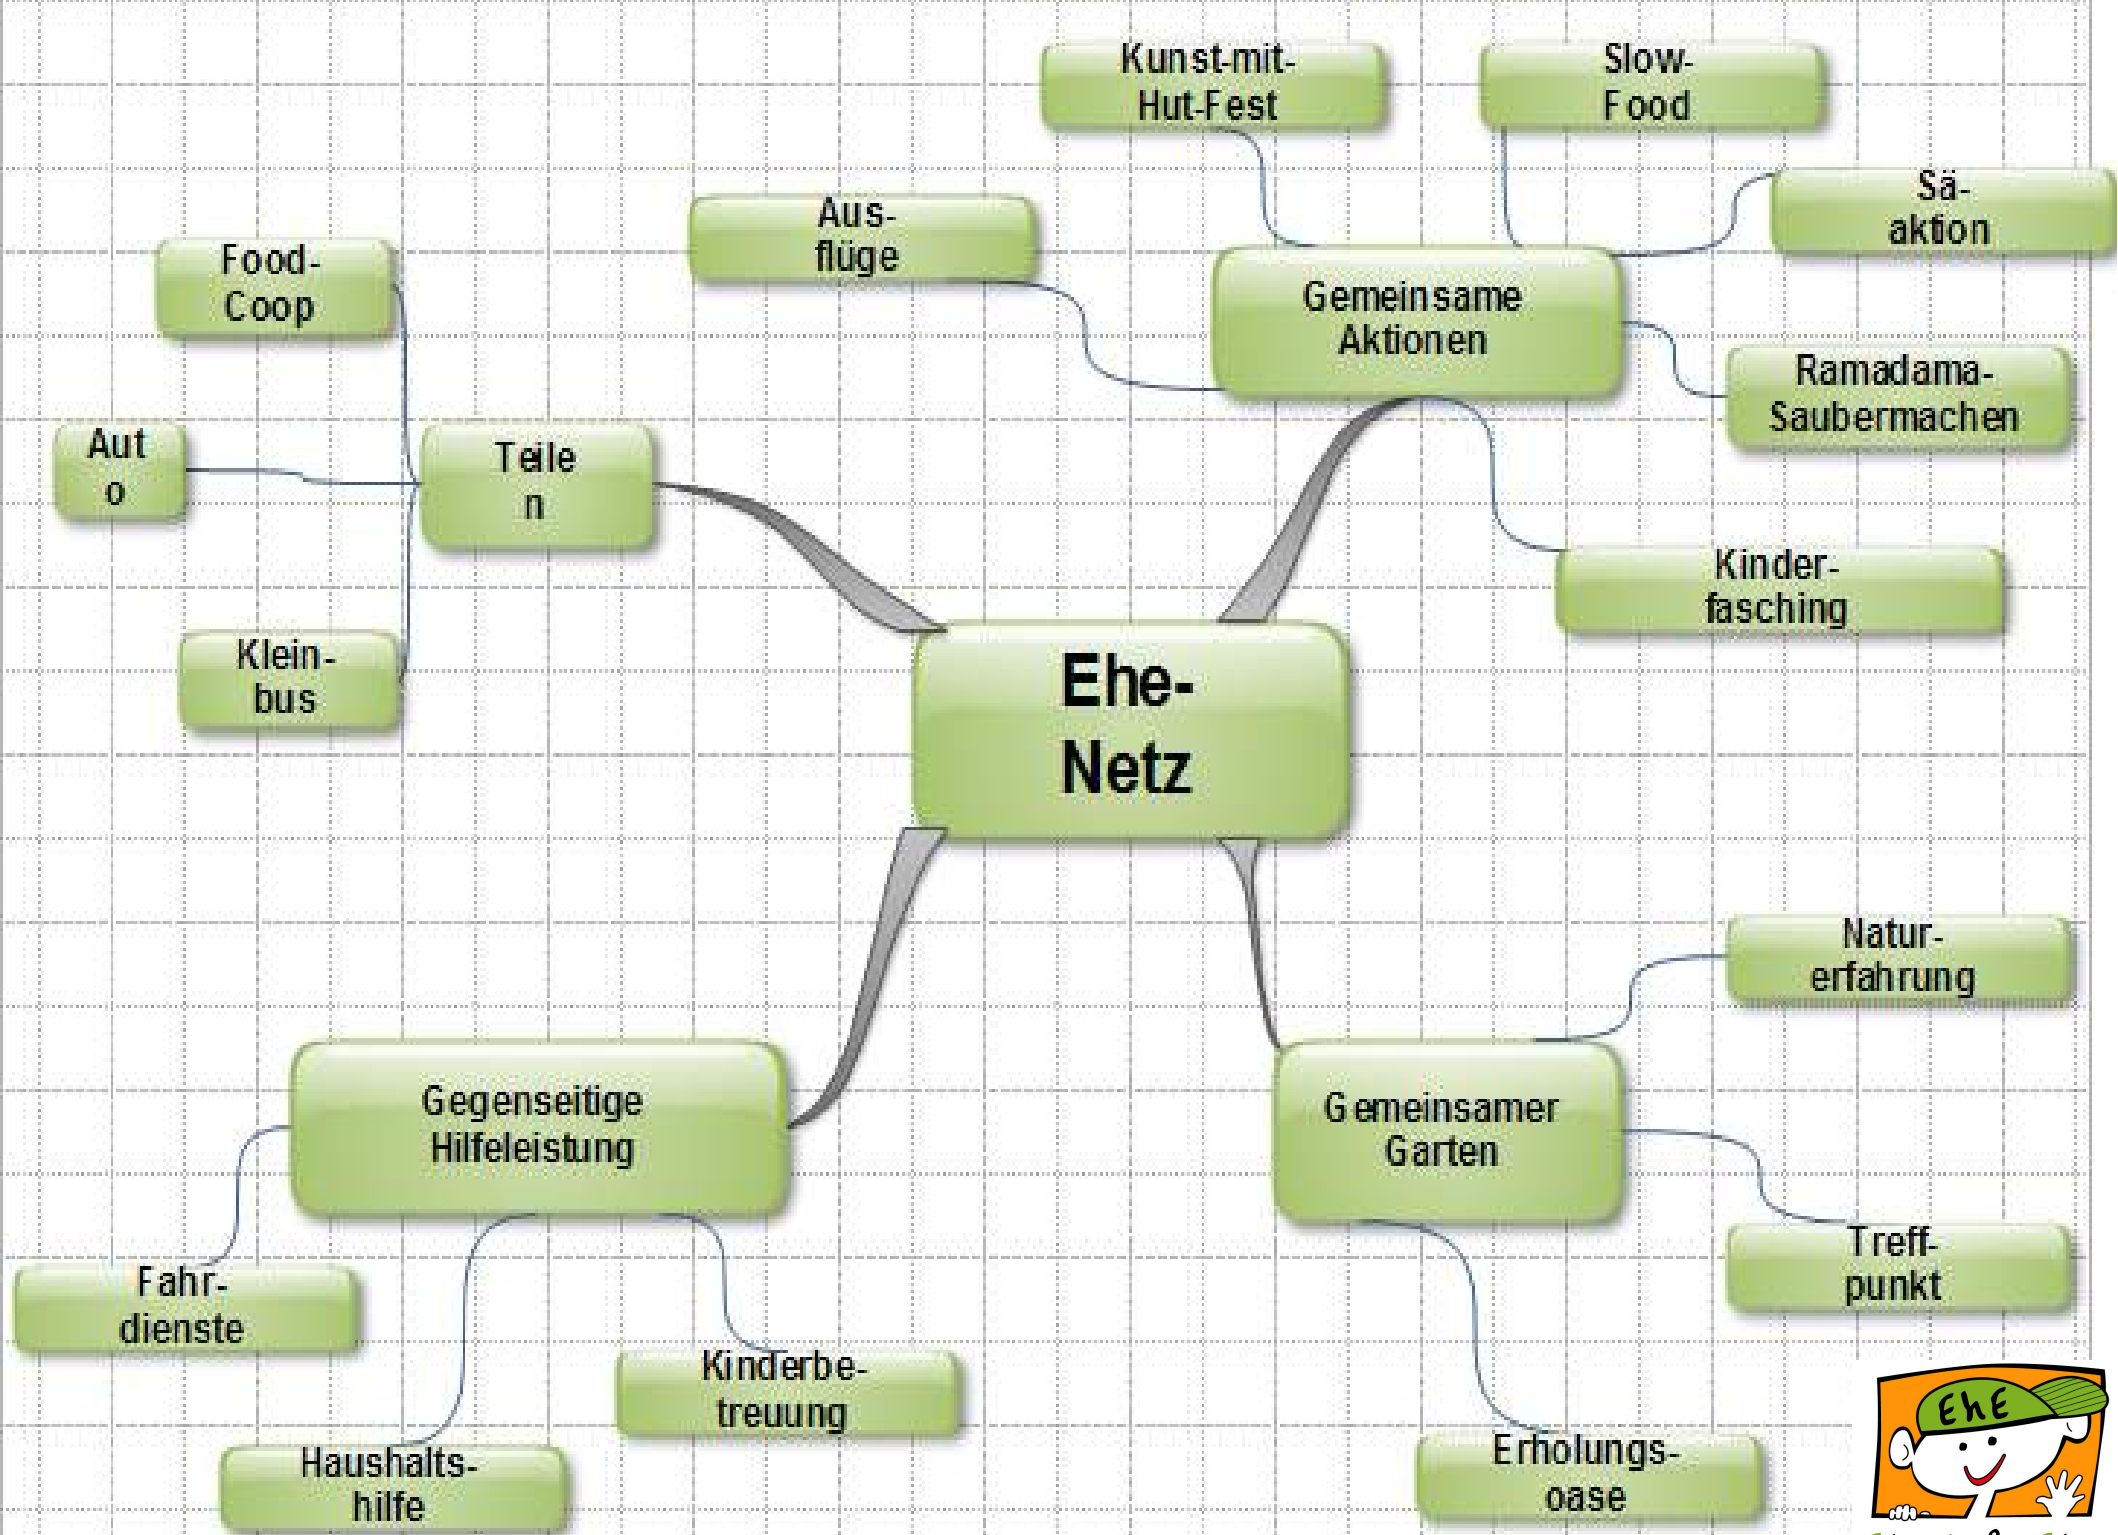 Kunst-mit-
Hut-Fest
Slow-
Food
Sä-
aktion
Aus-
flüge
Food-
Coop
Gemeinsame
Aktionen
Ramadama-
Saubermachen
Aut
o
Teile
n
Kinder-
fasching
Klein-
bus
Ehe-
Netz
Natur-
erfahrung
Gegenseitige
Hilfeleistung
Gemeinsamer
Garten
Treff-
punkt
Fahr-
dienste
Kinderbe-
treuung
Haushalts-
hilfe
Erholungs-
oase
EhE